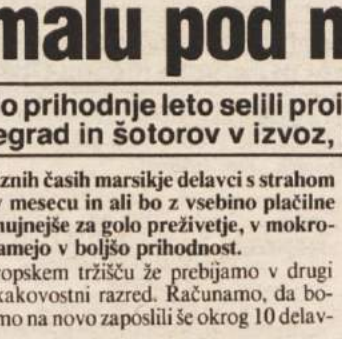 malu pod n
o prihodnje leto selili proi
egrad in šotorov v izvoz,
znih časih marsikje delavci s strahom
v mesecu in ali bo z vsebino plačilne
nujnejše za golo preživetje, v mokro-
amejo v boljšo prihodnost.
opskem tržišču že prebijamo v drugi
kakovostni razred. Računamo, da bo-
mo na novo zaposlili še okrog 10 delav-